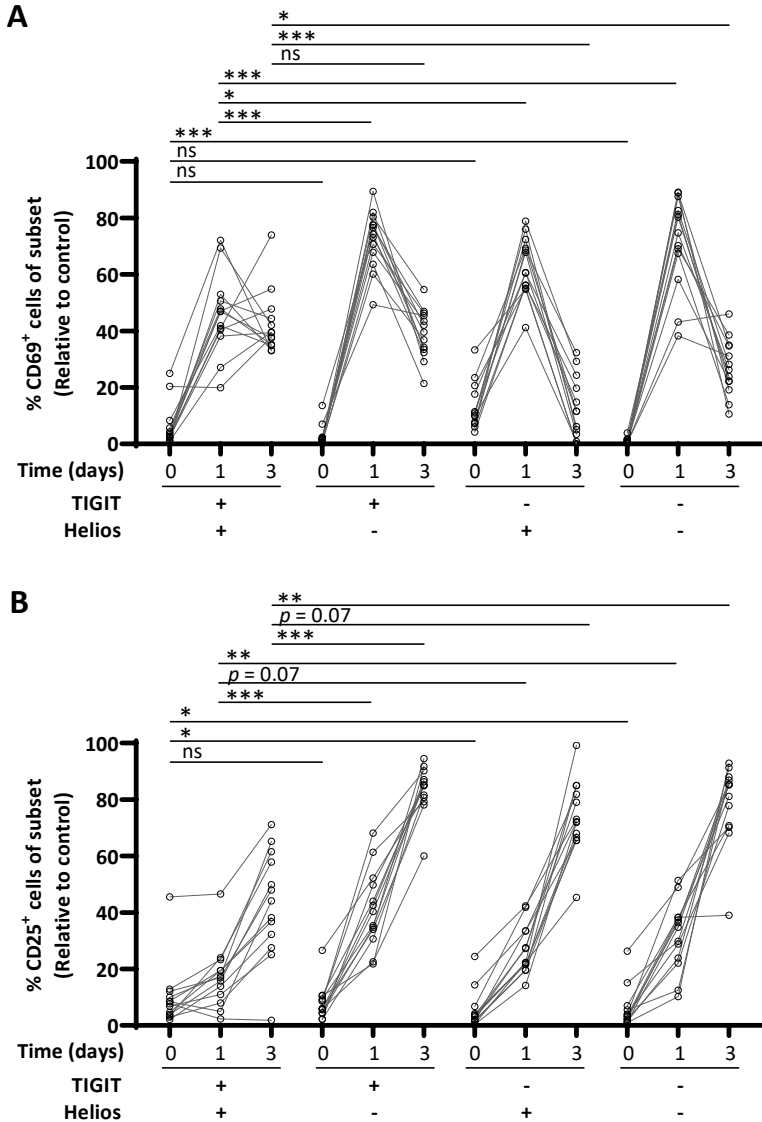 A
*
***
ns
***
*
***
***
ns
ns
100
80
60
40
20
0
% CD69+ cells of subset
(Relative to control)
Time (days) 0 1 3 0 1 3 0 1 3 0 1 3
TIGIT + + - -
Helios + - + -
B
**
p = 0.07
***
**
p = 0.07
***
*
*
ns
100
80
60
40
20
0
% CD25+ cells of subset
(Relative to control)
Time (days) 0 1 3 0 1 3 0 1 3 0 1 3
TIGIT + + - -
Helios + - + -